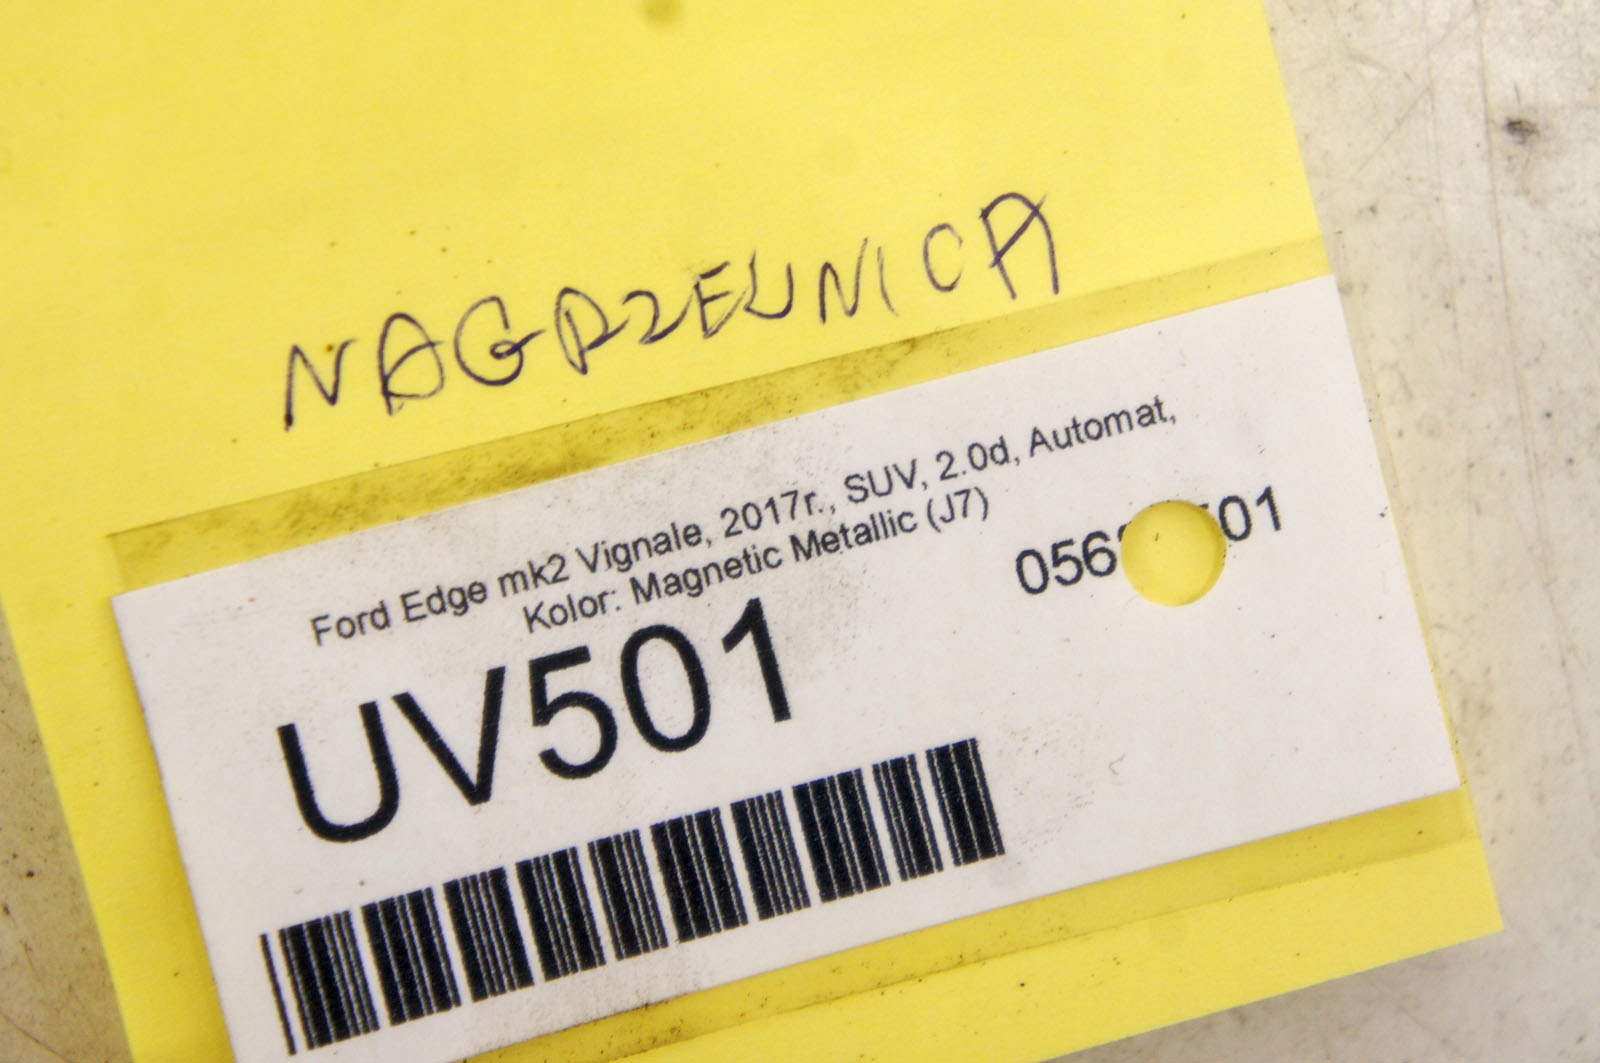 NAGRZEWNICA
Ford Edge mk2 Vignale, 2017r., SUV, 2.0d, Automat,
Kolor: Magnetic Metallic (J7)
UV501